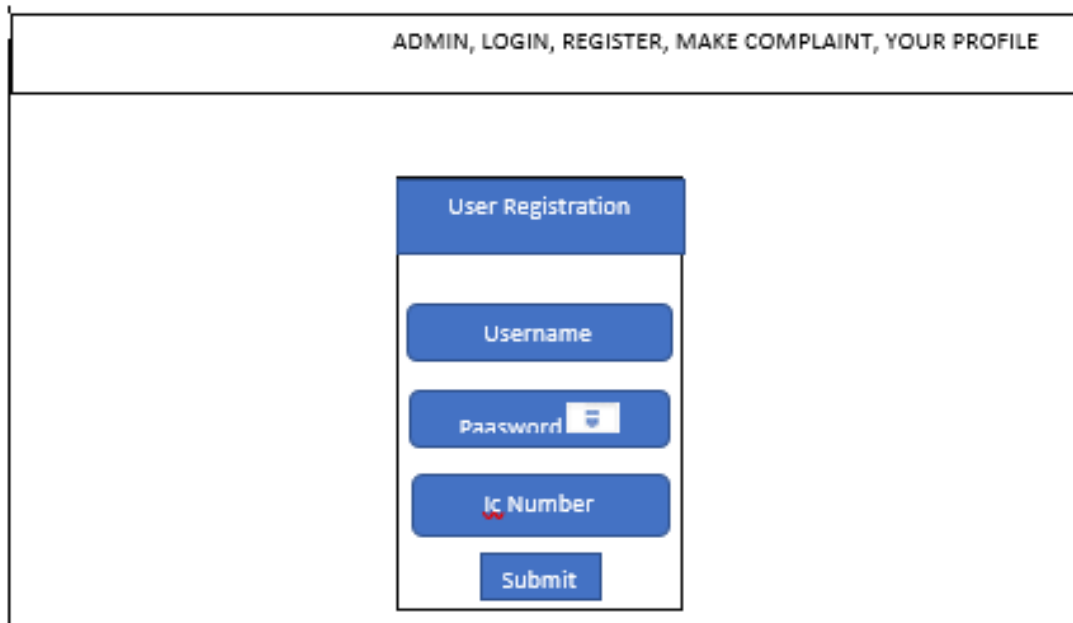 ADMIN, LOGIN, REGISTER, MAKE COMPLAINT, YOUR PROFILE
User Registration
Username
Paasword
Ic Number
Submit